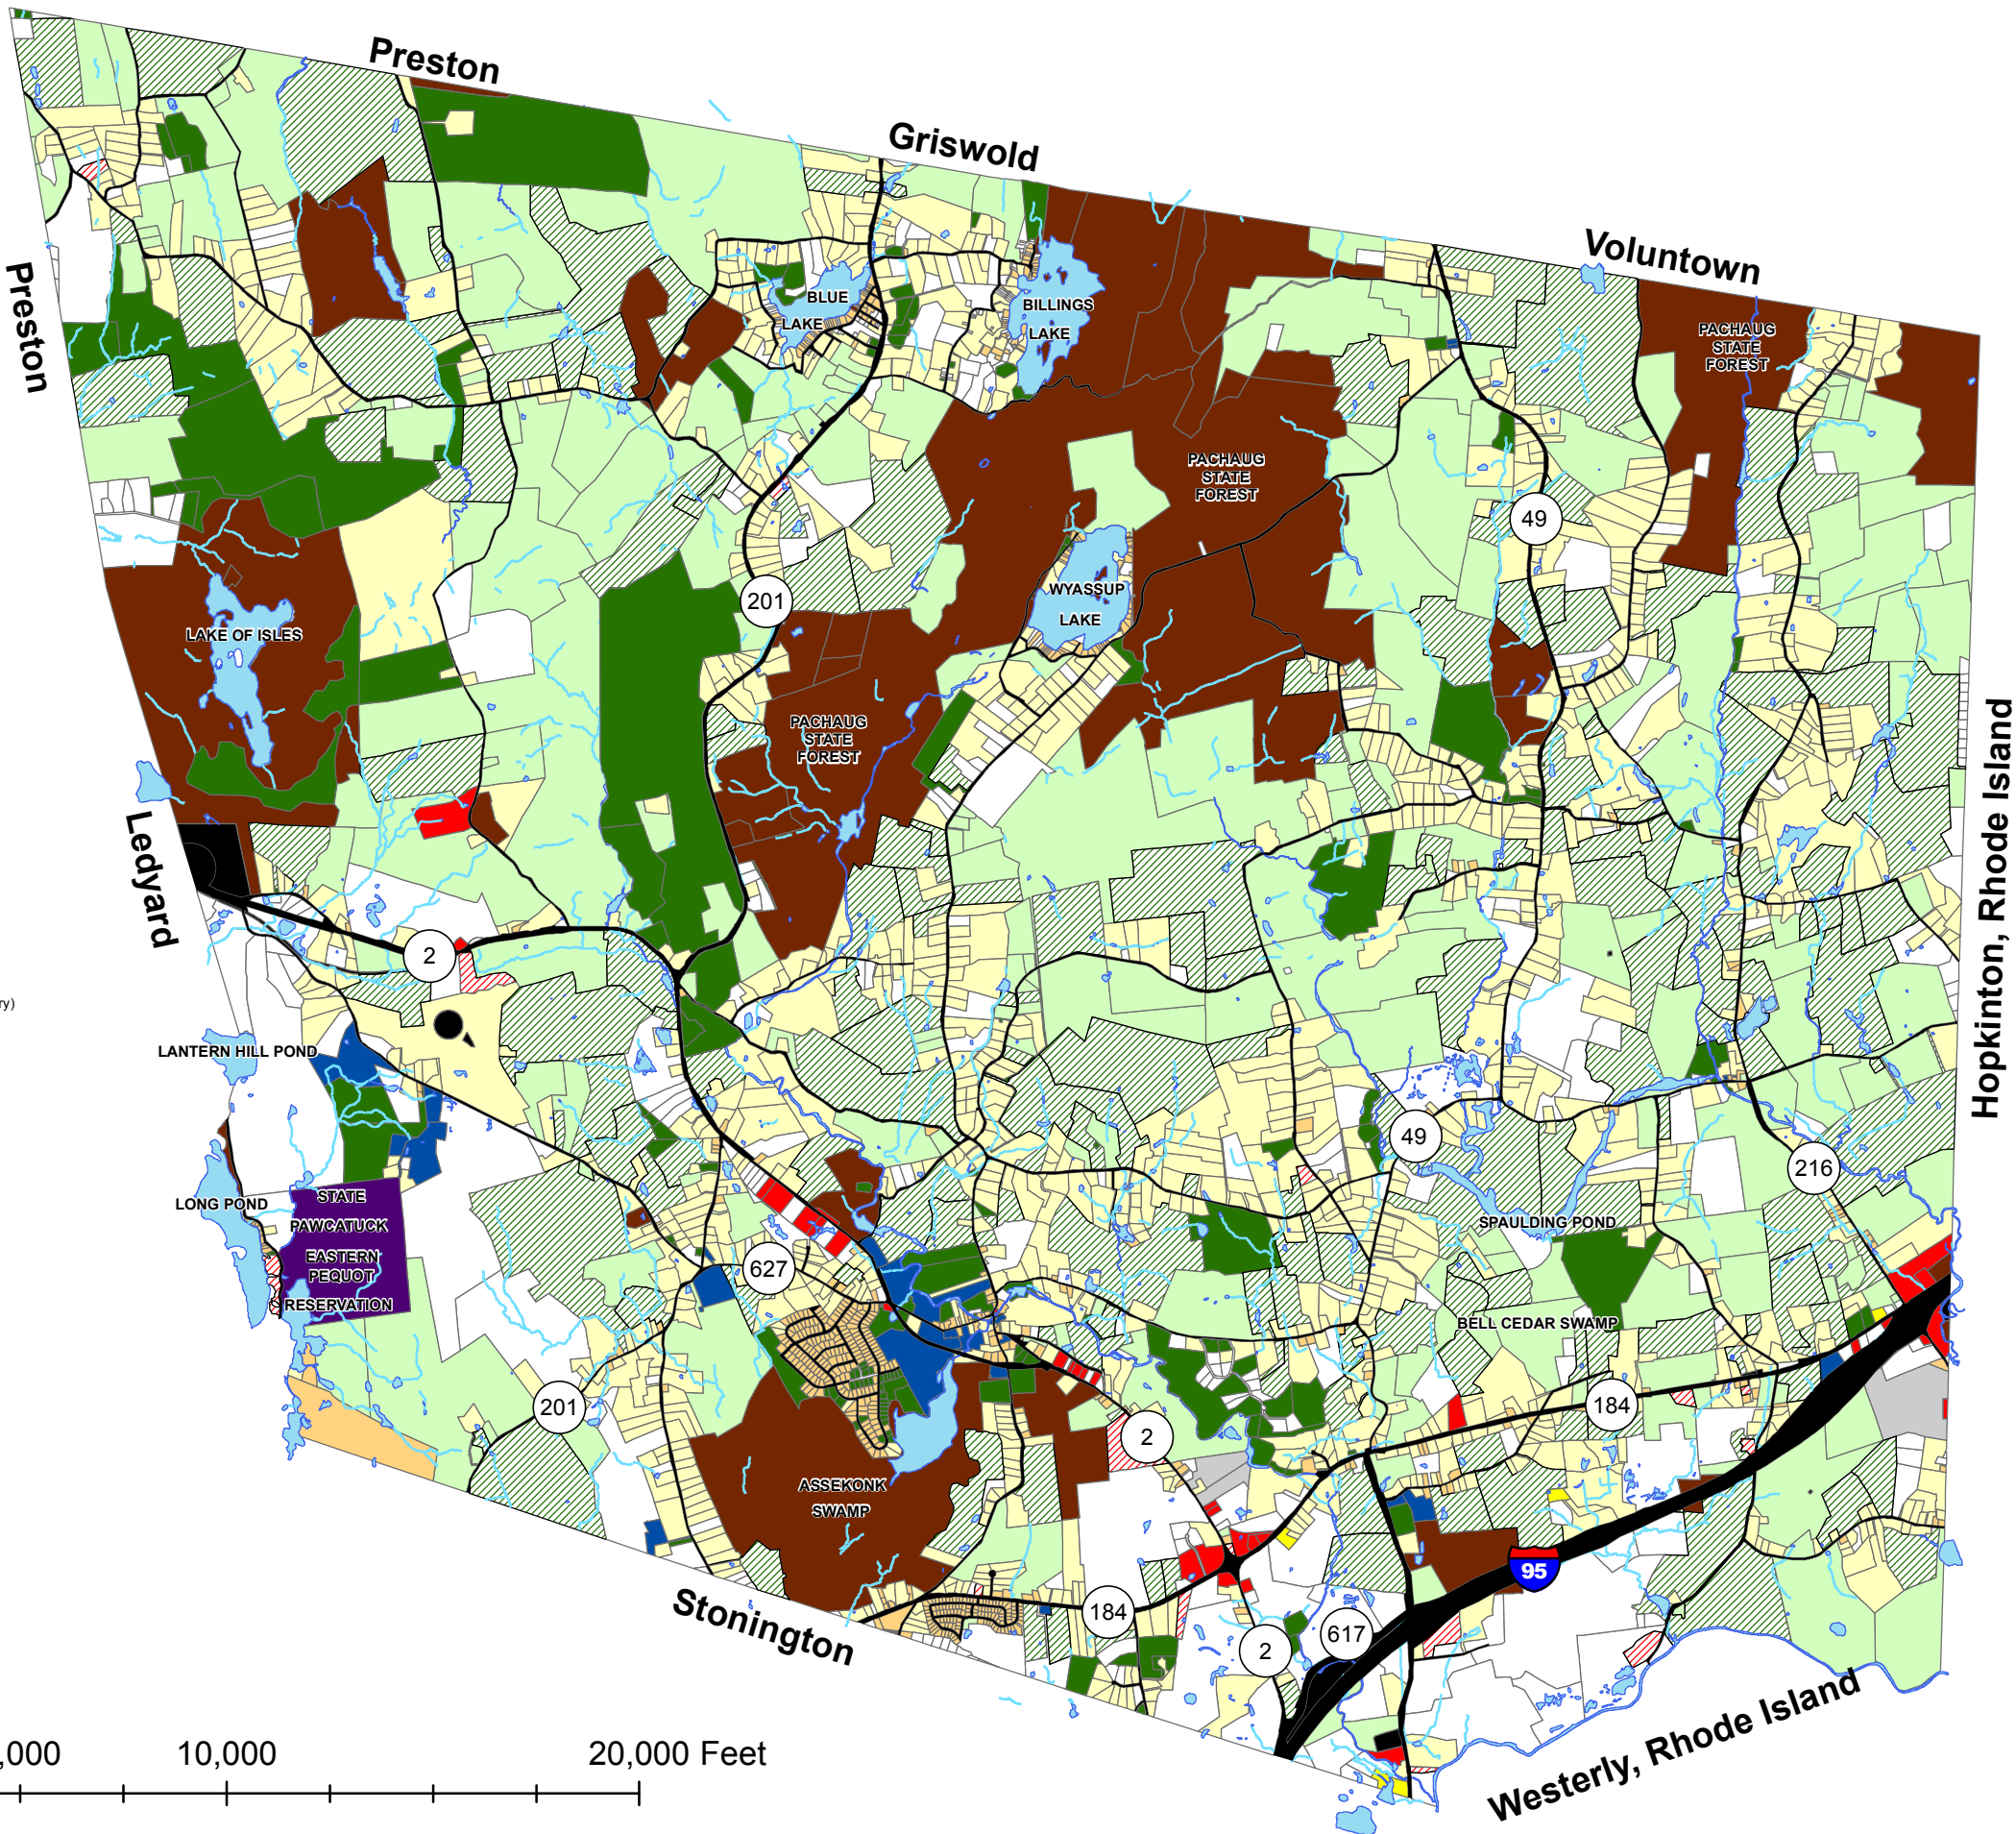 Preston
Griswold
Voluntown
Preston
BLUE
LAKE
BILLINGS
LAKE
PACHAUG
STATE
FOREST
PACHAUG
STATE
FOREST
49
201
WYASSUP
LAKE
LAKE OF ISLES
PACHAUG
STATE
FOREST
Ledyard
Hopkinton, Rhode Island
2
ry)
LANTERN HILL POND
49
216
LONG POND
STATE
PAWCATUCK
EASTERN
PEQUOT
RESERVATION
SPAULDING POND
627
BELL CEDAR SWAMP
201
184
2
ASSEKONK
SWAMP
95
Stonington
184
617
2
Westerly, Rhode Island
,000
10,000
20,000 Feet